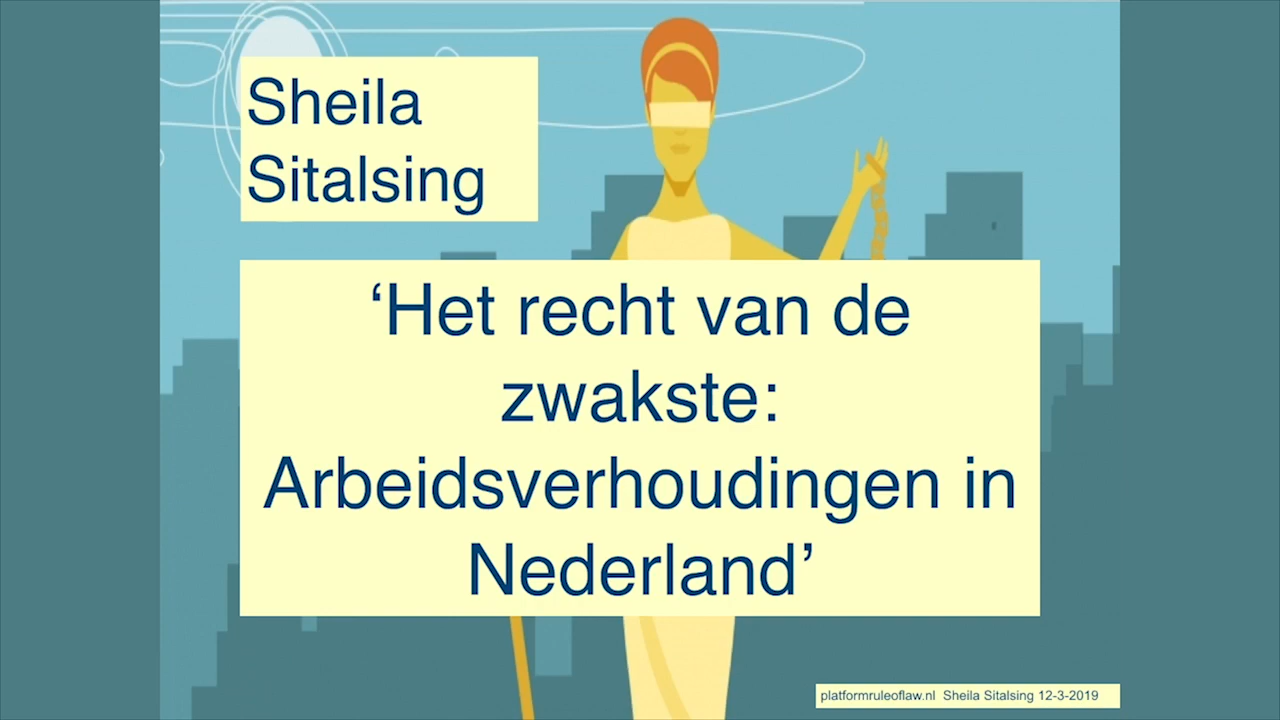 Sheila
Sitalsing
‘Het recht van de
zwakste:
Arbeidsverhoudingen in
Nederland’
platformruleoflaw.nl Sheila Sitalsing 12-3-2019